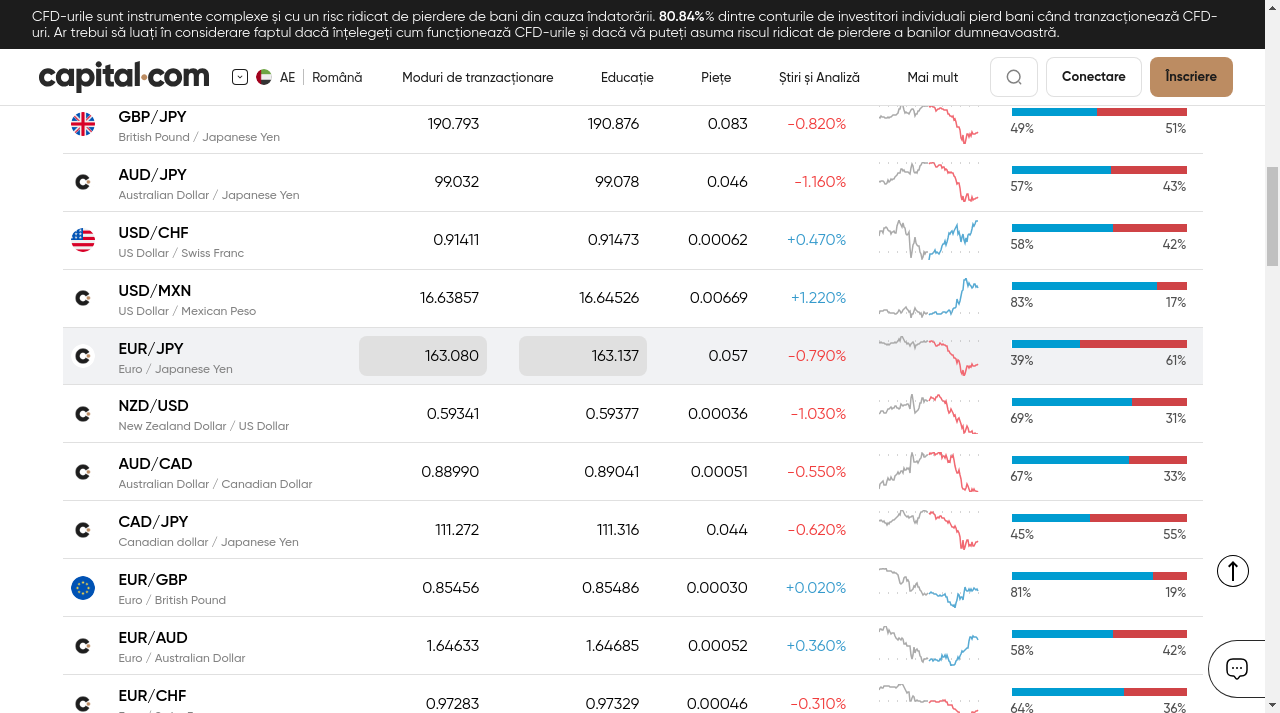 CFD-urile sunt instrumente complexe și cu un risc ridicat de pierdere de bani din cauza îndatorării. 80.84%% dintre conturile de investitori individuali pierd bani când tranzacționează CFD-
uri. Ar trebui să luați în considerare faptul dacă înțelegeți cum funcționează CFD-urile și dacă vă puteți asuma riscul ridicat de pierdere a banilor dumneavoastră.
capital.com AE Română Moduri de tranzacționare Educație Piețe Știri și Analiză Mai mult Conectare Înscriere
GBP/JPY 190.793 190.876 0.083 -0.820%
British Pound / Japanese Yen 49% 51%
AUD/JPY 99.032 99.078 0.046 -1.160%
Australian Dollar / Japanese Yen 57% 43%
USD/CHF 0.91411 0.91473 0.00062 +0.470%
US Dollar / Swiss Franc 58% 42%
USD/MXN 16.63857 16.64526 0.00669 +1.220%
US Dollar / Mexican Peso 83% 17%
EUR/JPY 163.080 163.137 0.057 -0.790%
Euro / Japanese Yen 39% 61%
NZD/USD 0.59341 0.59377 0.00036 -1.030%
New Zealand Dollar / US Dollar 69% 31%
AUD/CAD 0.88990 0.89041 0.00051 -0.550%
Australian Dollar / Canadian Dollar 67% 33%
CAD/JPY 111.272 111.316 0.044 -0.620%
Canadian dollar / Japanese Yen 45% 55%
EUR/GBP 0.85456 0.85486 0.00030 +0.020%
Euro / British Pound 81% 19%
EUR/AUD 1.64633 1.64685 0.00052 +0.360%
Euro / Australian Dollar 58% 42%
EUR/CHF 0.97283 0.97329 0.00046 -0.310%
64% 36%